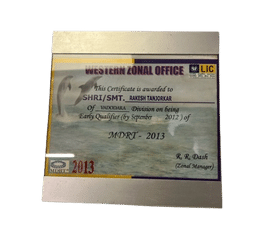 WESTERN ZONAL OFFICE
LIC
This Certificate is awarded to
SHRI/SMT. RAKESH TANJORKAR
Of VADODARA Division on being
Early Qualifier (by September 2012) of
MDRT - 2013
R. R. Dash
(Zonal Manager)
2013